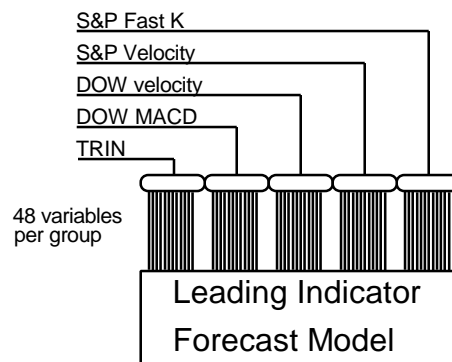 S&P Fast K
S&P Velocity
DOW velocity
DOW MACD
TRIN
48 variables
per group
Leading Indicator
Forecast Model